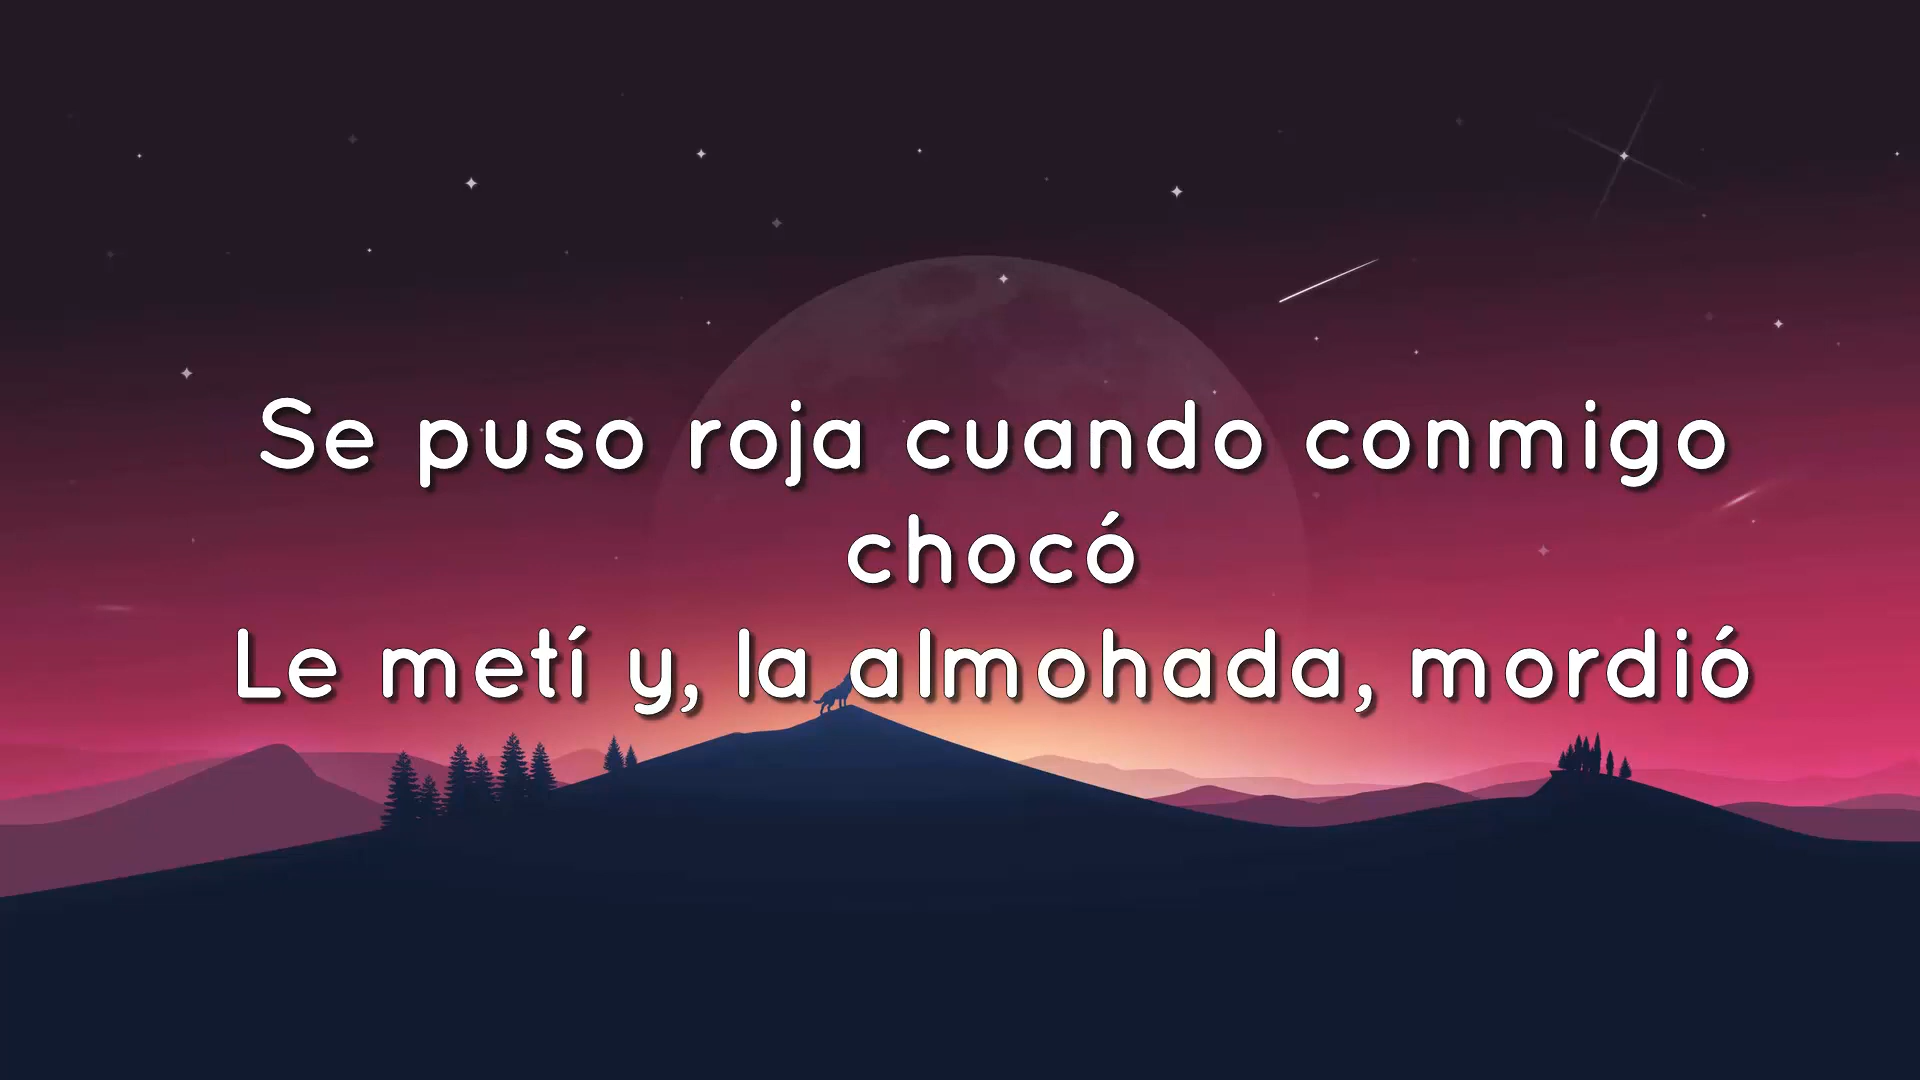 Se puso roja cuando conmigo
chocó
Le metí y, la almohada, mordió